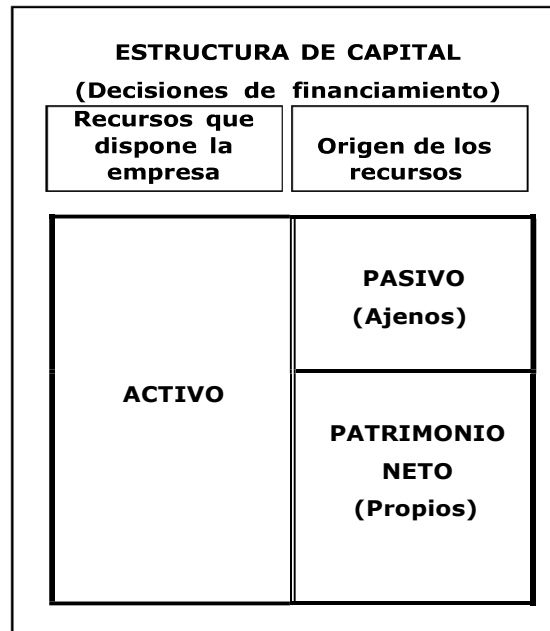 ESTRUCTURA DE CAPITAL
(Decisiones de financiamiento)
Recursos que
dispone la
empresa
Origen de los
recursos
ACTIVO
PASIVO
(Ajenos)
PATRIMONIO
NETO
(Propios)